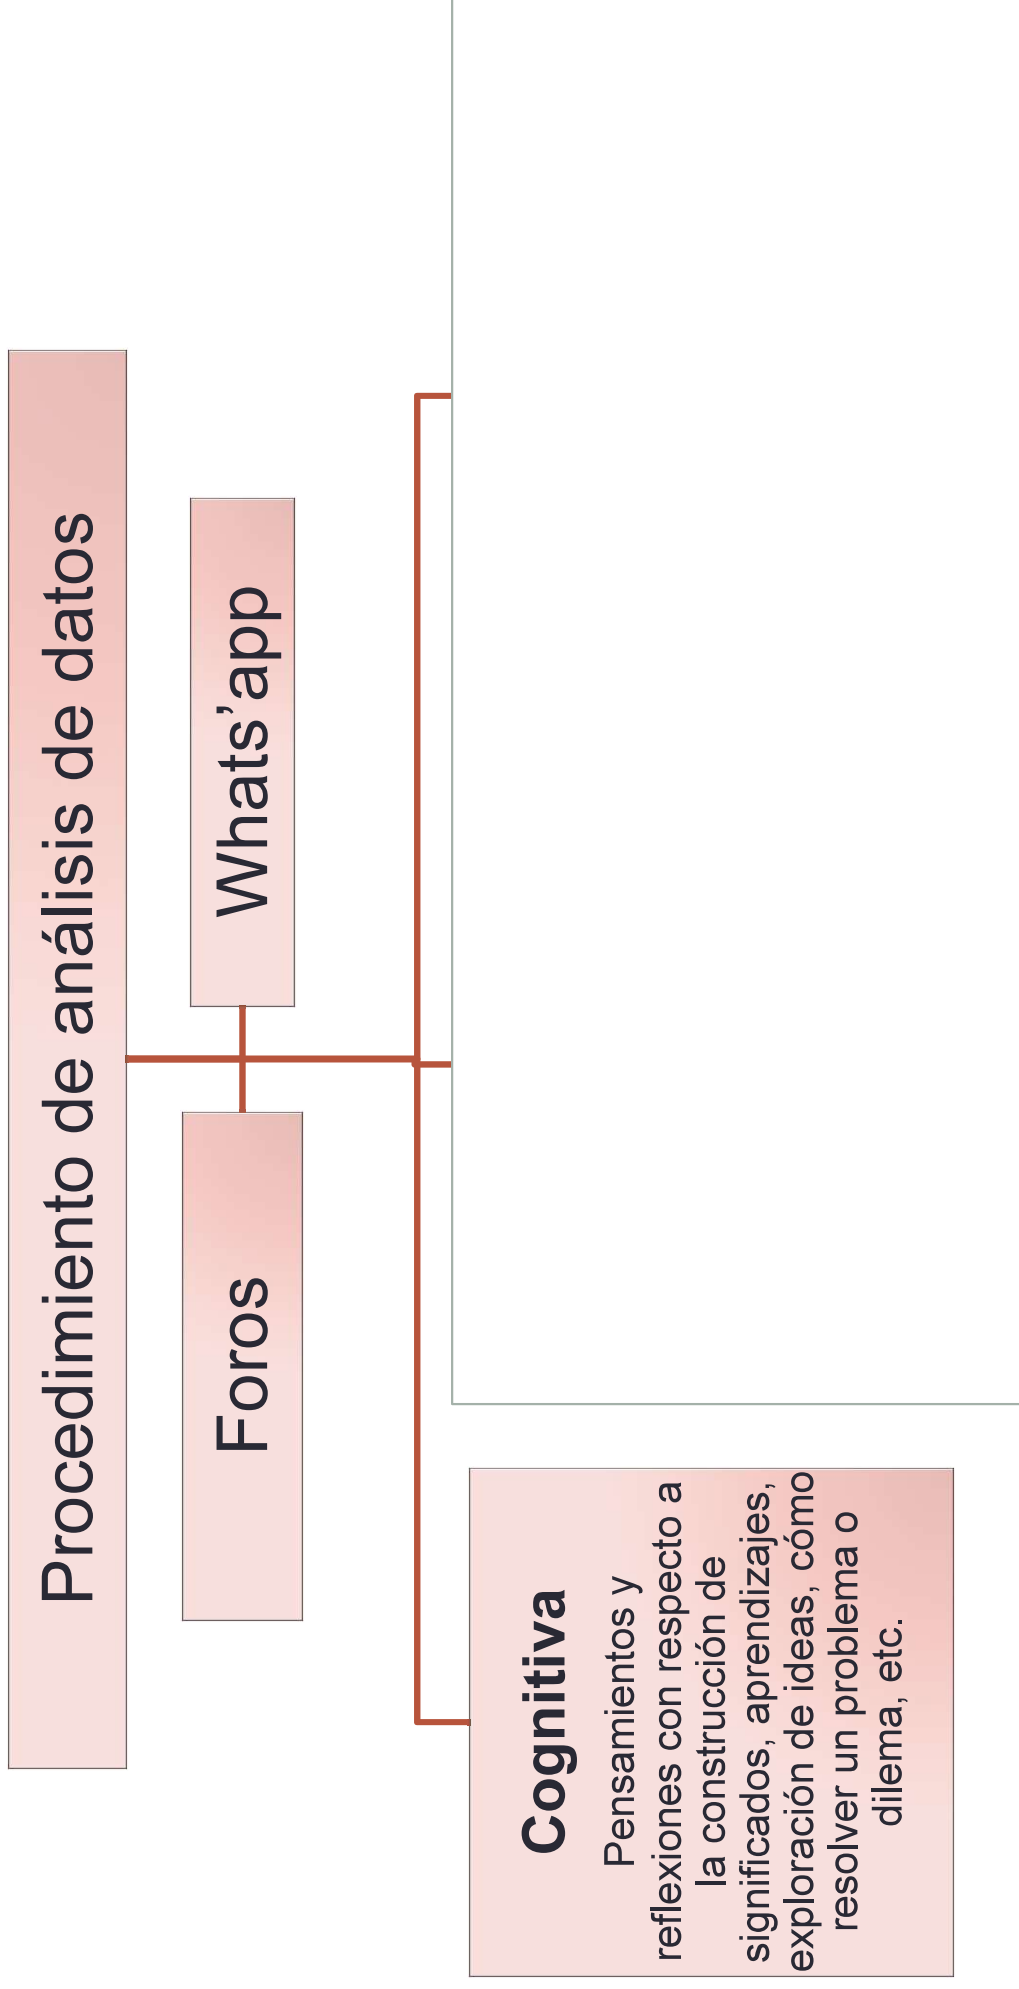 Procedimiento de análisis de datos
Foros
Whats’app
Cognitiva
Pensamientos y
reflexiones con respecto a
la construcción de
significados, aprendizajes,
exploración de ideas, cómo
resolver un problema o
dilema, etc.